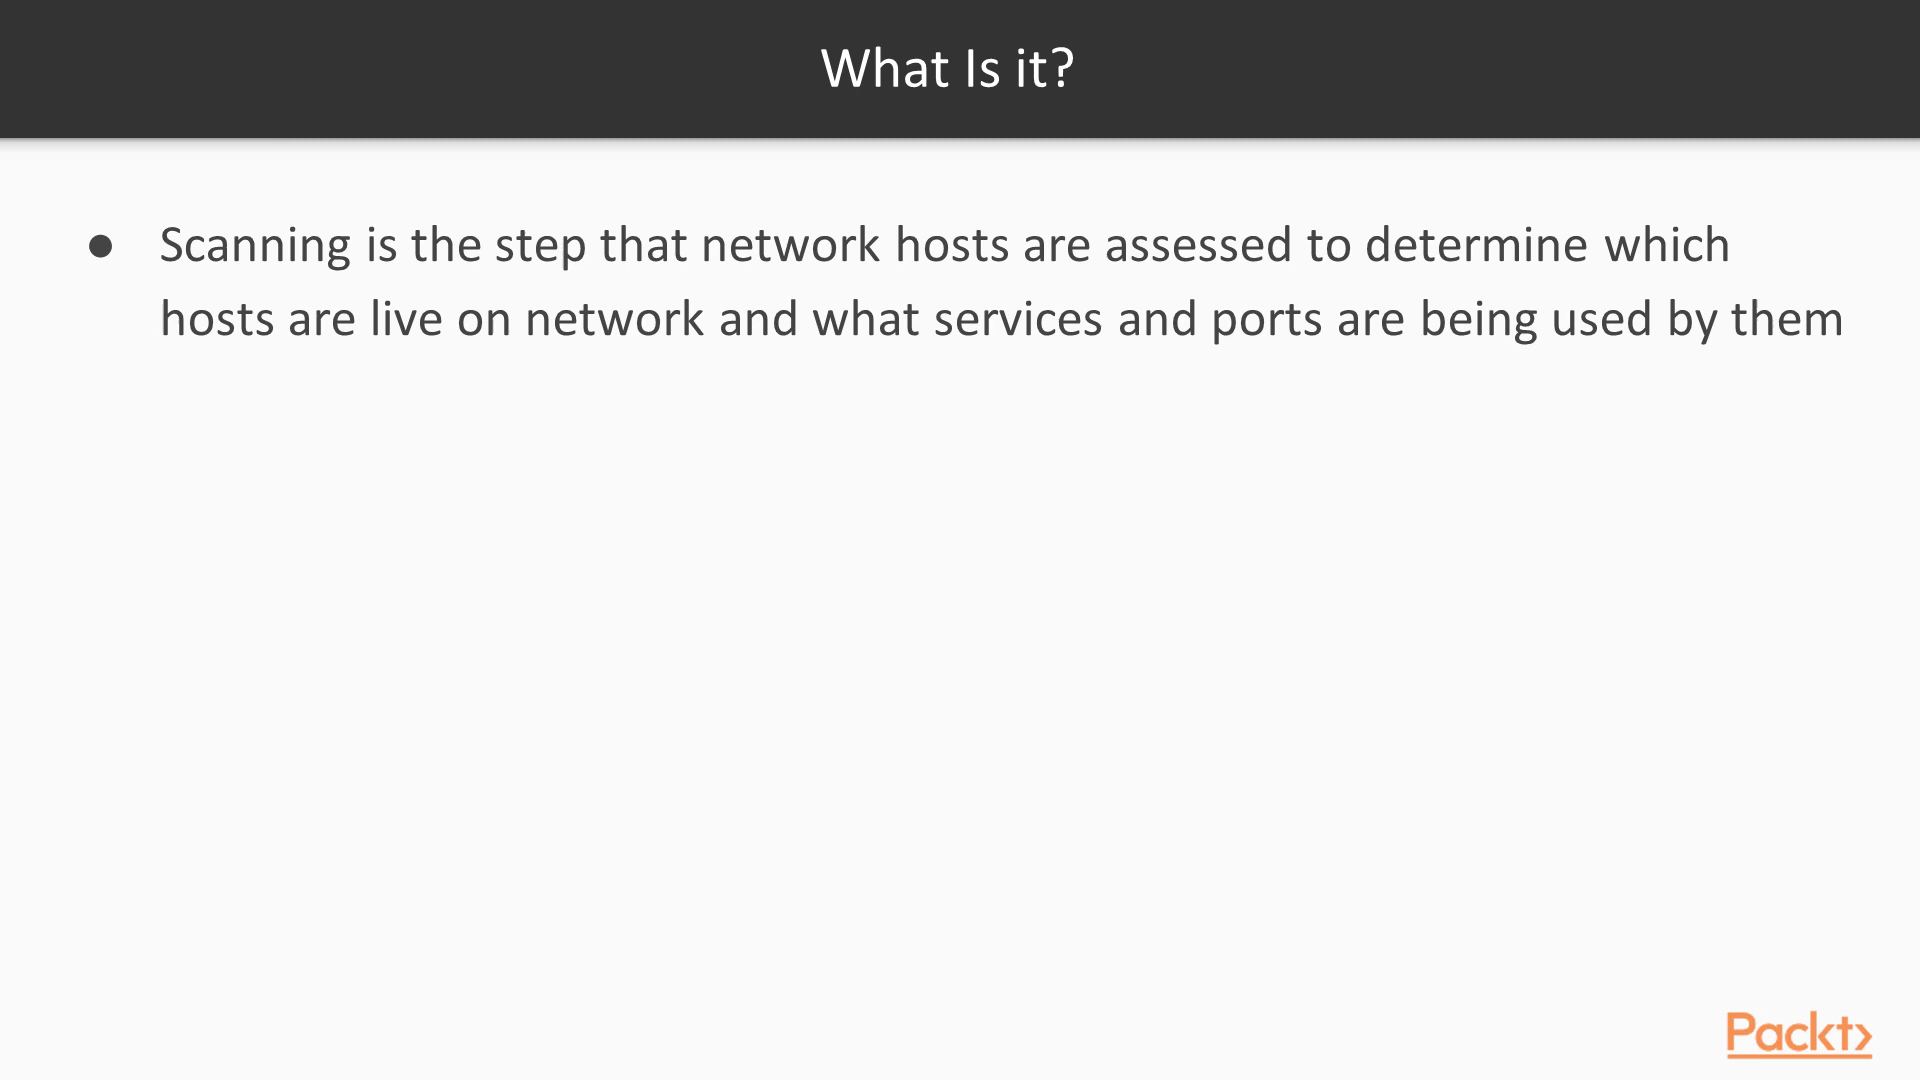 What Is it?
● Scanning is the step that network hosts are assessed to determine which
hosts are live on network and what services and ports are being used by them
Packt>